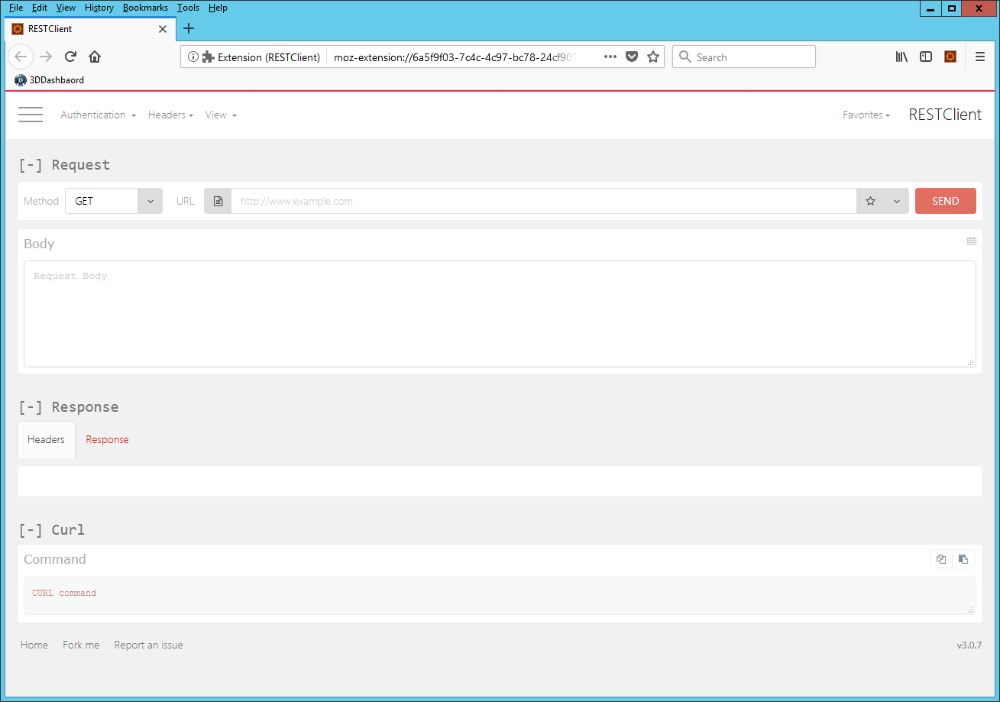 File Edit View History Bookmarks Tools Help
RESTClient
Extension (RESTClient) moz-extension://6a5f9f03-7c4c-4c97-bc78-24cf907 Search
3DDashbaord
Authentication Headers View Favorites RESTClient
[-] Request
Method GET URL http://www.example.com SEND
Body
Request Body
[-] Response
Headers Response
[-] Curl
Command
CURL command
Home Fork me Report an issue v3.0.7